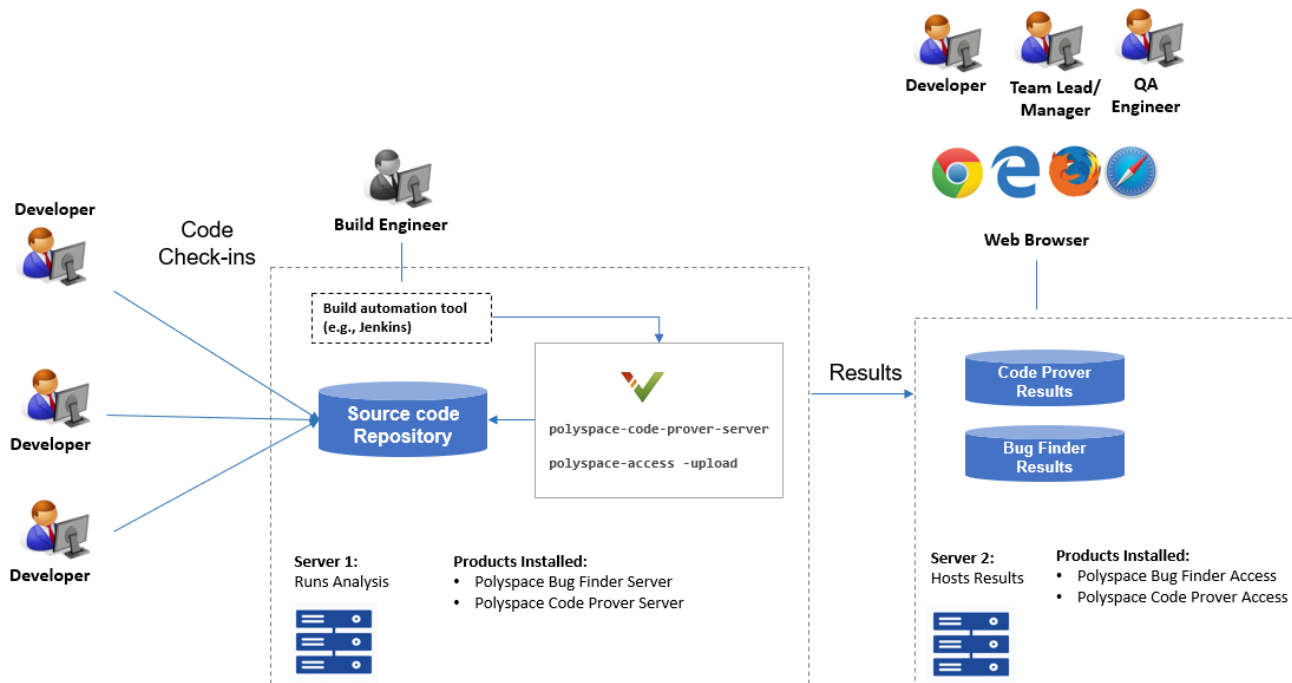 Developer
Team Lead/
Manager
QA
Engineer
Web Browser
Developer
Developer
Developer
Code
Check-ins
Build Engineer
Build automation tool
(e.g., Jenkins)
Source code
Repository
polyspace-code-prover-server
polyspace-access -upload
Server 1:
Runs Analysis
Products Installed:
• Polyspace Bug Finder Server
• Polyspace Code Prover Server
Results
Code Prover
Results
Bug Finder
Results
Server 2:
Hosts Results
Products Installed:
• Polyspace Bug Finder Access
• Polyspace Code Prover Access